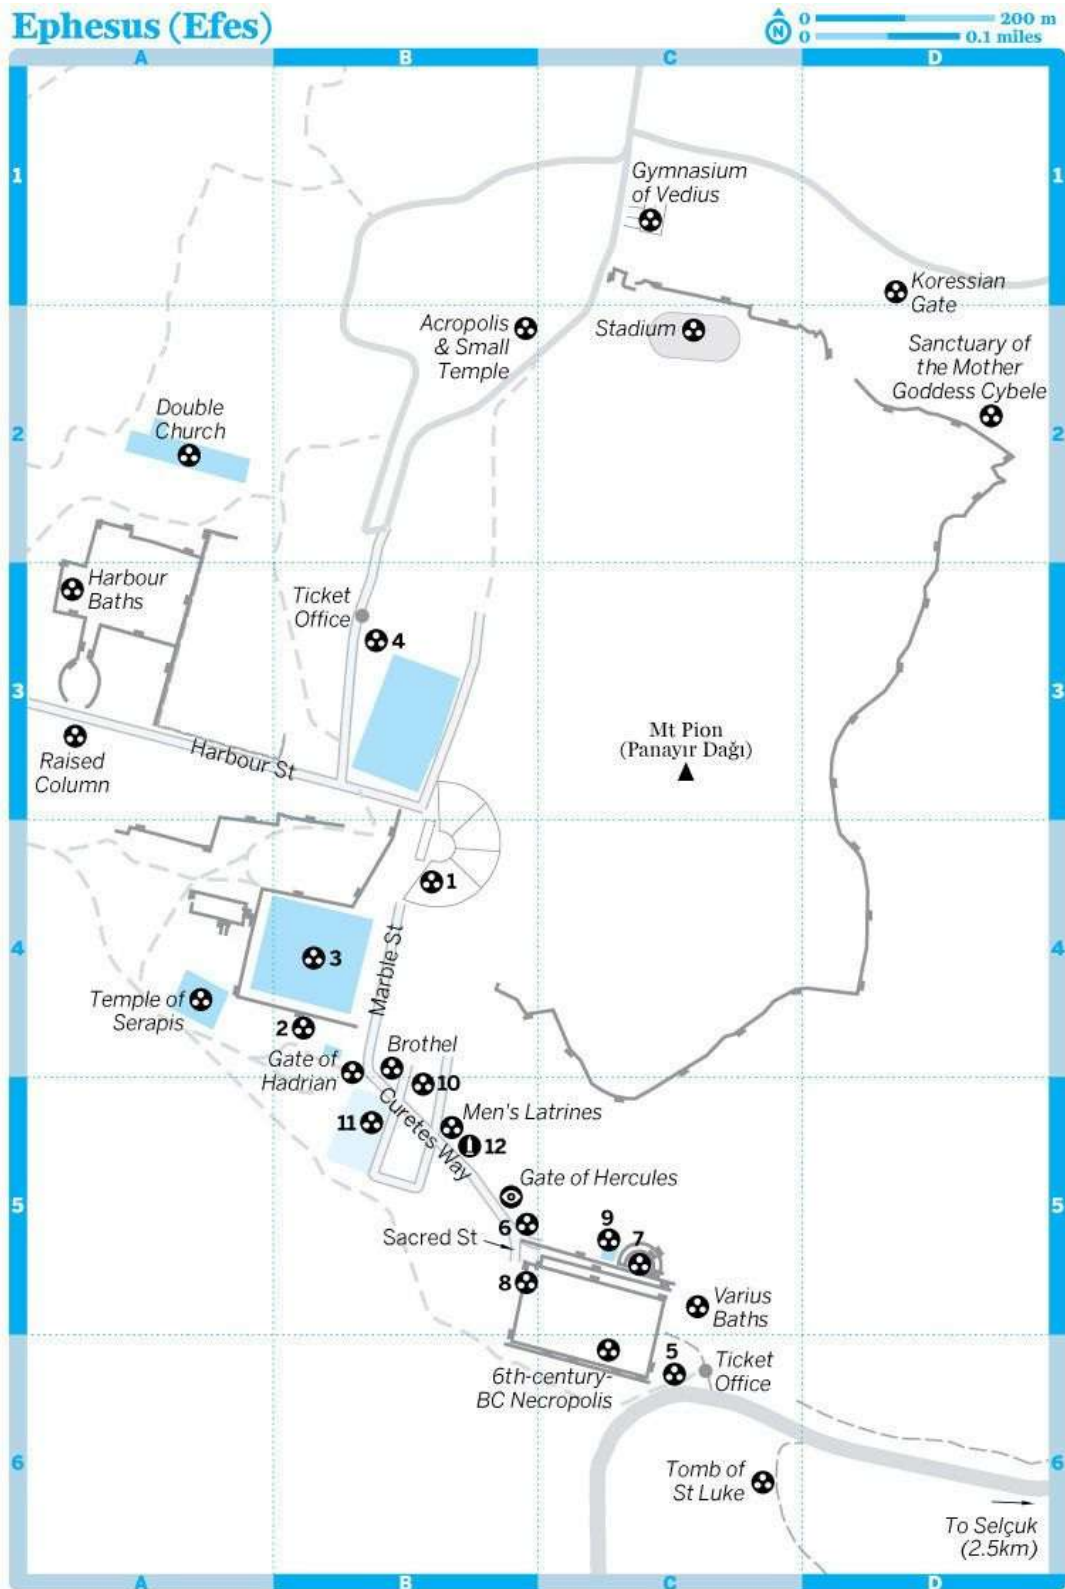 Ephesus (Efes)
N
0 200 m
0 0.1 miles
A B C D
1 1
Gymnasium
of Vedius
Koressian
Gate
Acropolis
& Small
Temple
Stadium
Sanctuary of
the Mother
Goddess Cybele
Double
Church
2 2
Harbour
Baths
Ticket
Office
4
3 3
Raised
Column
Harbour St
Mt Pion
(Panayır Dağı)
1
4 4
3
Marble St
Temple of
Serapis
2
Gate of
Hadrian
Brothel
10
11
Curetes Way
Men's Latrines
12
Gate of Hercules
5 5
6
Sacred St
9
7
8
Varius
Baths
5
6th-century-
BC Necropolis
Ticket
Office
6 6
Tomb of
St Luke
To Selçuk
(2.5km)
A B C D